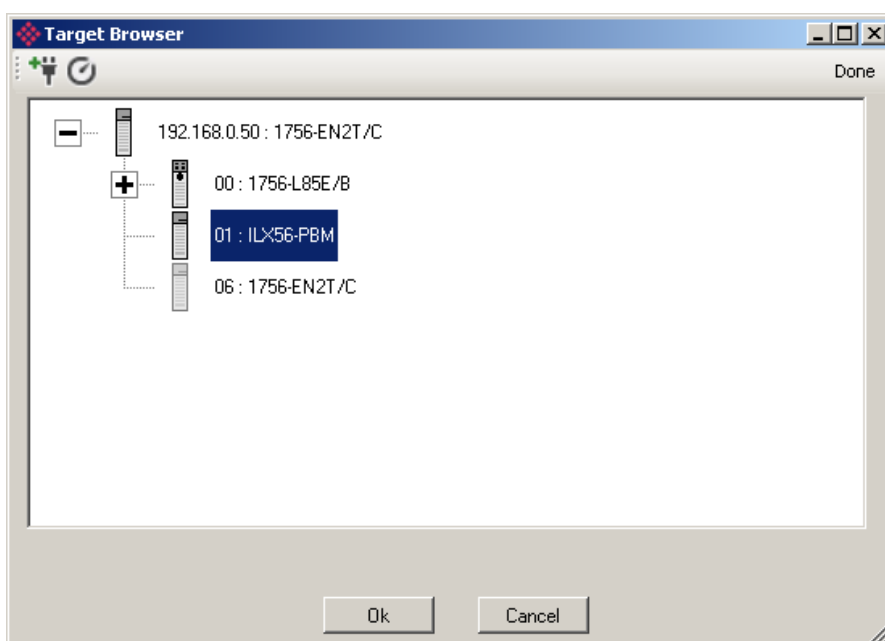 Target Browser
Done
192.168.0.50 : 1756-EN2T/C
00 : 1756-L85E/B
01 : ILX56-PBM
06 : 1756-EN2T/C
Ok Cancel